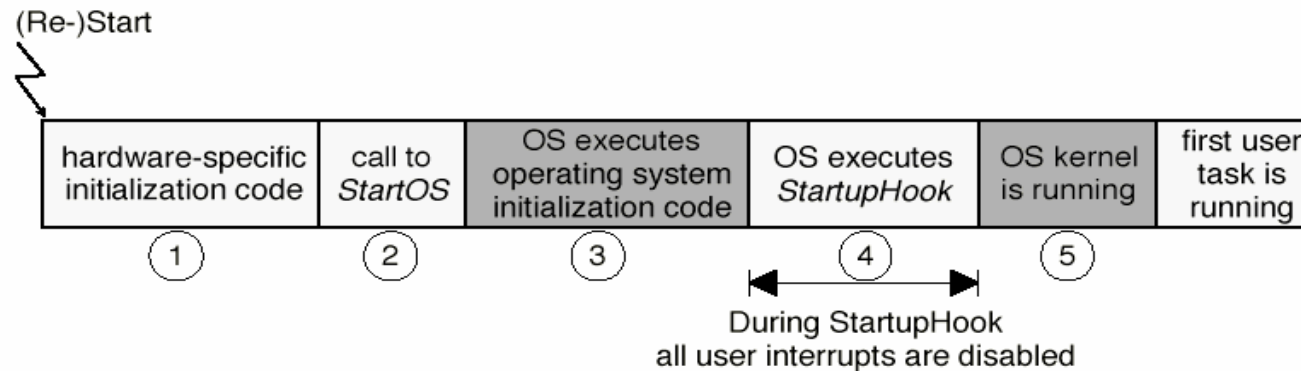 (Re-)Start
hardware-specific
initialization code
call to
StartOS
OS executes
operating system
initialization code
OS executes
StartupHook
OS kernel
is running
first user
task is
running
1
2
3
4
5
During StartupHook
all user interrupts are disabled